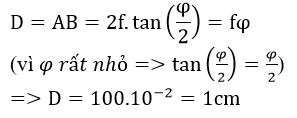 D = AB = 2f. tan(φ/2) = fφ
(vì φ rất nhỏ => tan(φ/2) = φ/2)
=> D = 100.10⁻² = 1cm